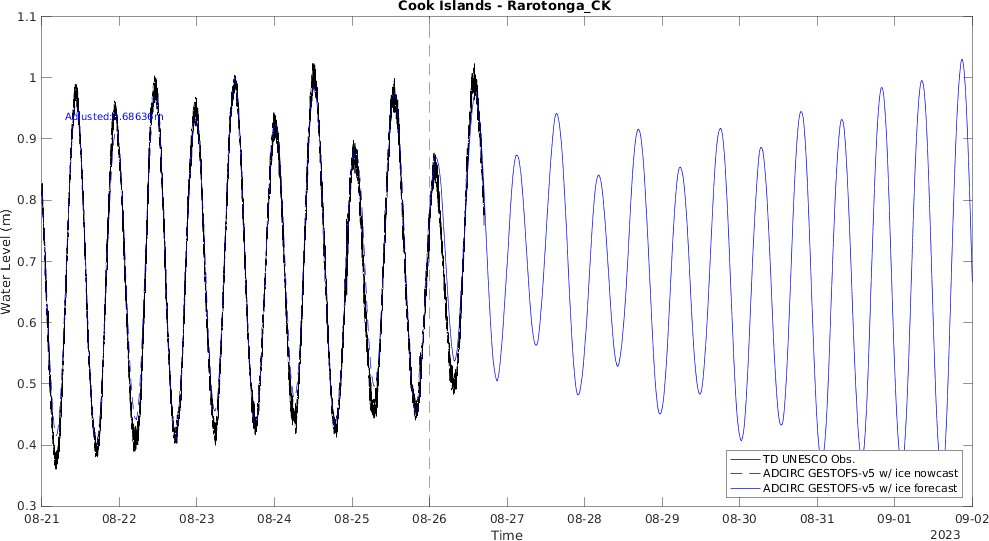 Cook Islands - Rarotonga_CK
Water Level (m)
1.1
1
0.9
0.8
0.7
0.6
0.5
0.4
0.3
Adjusted: .68636m
TD UNESCO Obs.
ADCIRC GESTOFS-v5 w/ ice nowcast
ADCIRC GESTOFS-v5 w/ ice forecast
08-21 08-22 08-23 08-24 08-25 08-26 08-27 08-28 08-29 08-30 08-31 09-01 09-02
Time
2023